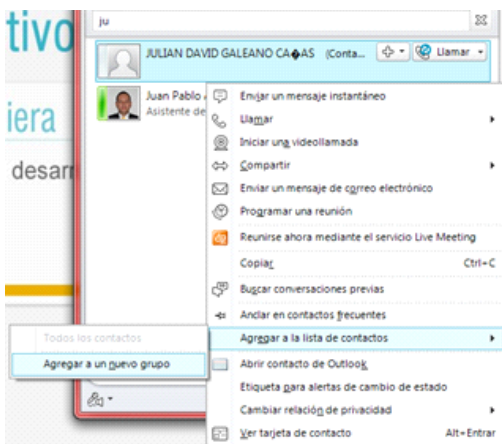 tivo
ju
JULIAN DAVID GALEANO CA�AS (Conta...
Llamar
Juan Pablo
Asistente de
iera
desarr
Enviar un mensaje instantáneo
Llamar
Iniciar una videollamada
Compartir
Enviar un mensaje de correo electrónico
Programar una reunión
Reunirse ahora mediante el servicio Live Meeting
Copiar Ctrl+C
Buscar conversaciones previas
Anclar en contactos frecuentes
Agregar a la lista de contactos
Todos los contactos
Agregar a un nuevo grupo
Abrir contacto de Outlook
Etiqueta para alertas de cambio de estado
Cambiar relación de privacidad
Ver tarjeta de contacto Alt+Entrar